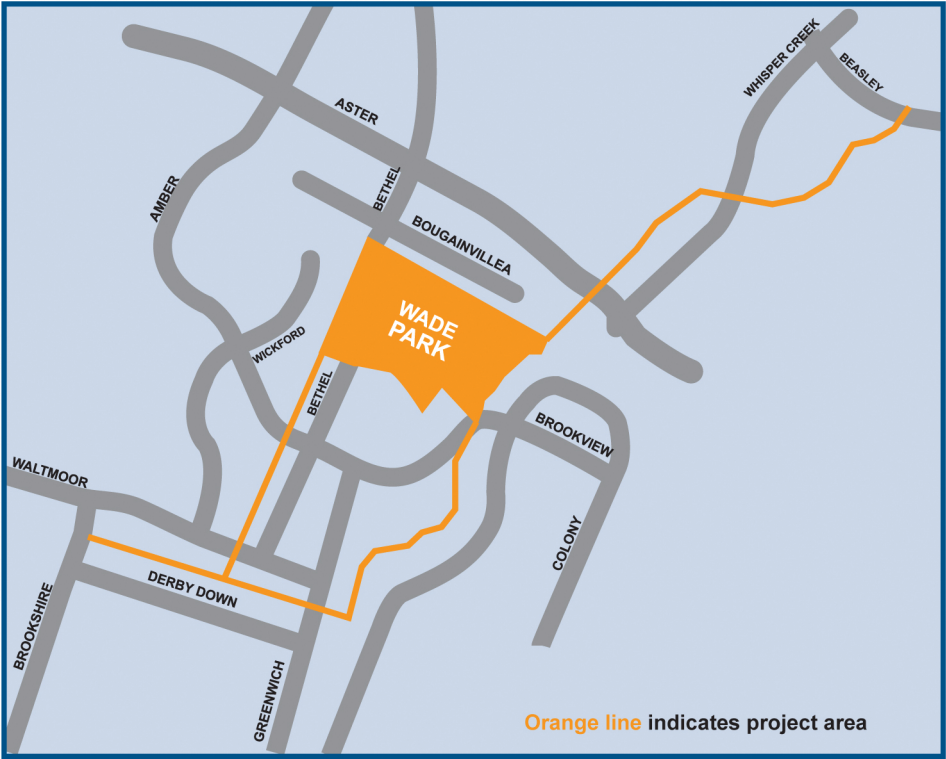 WHISPER CREEK
BEASLEY
ASTER
AMBER
BETHEL
BOUGAINVILLEA
WADE
PARK
WICKFORD
BETHEL
BROOKVIEW
WALTMOOR
COLONY
DERBY DOWN
BROOKSHIRE
GREENWICH
Orange line indicates project area